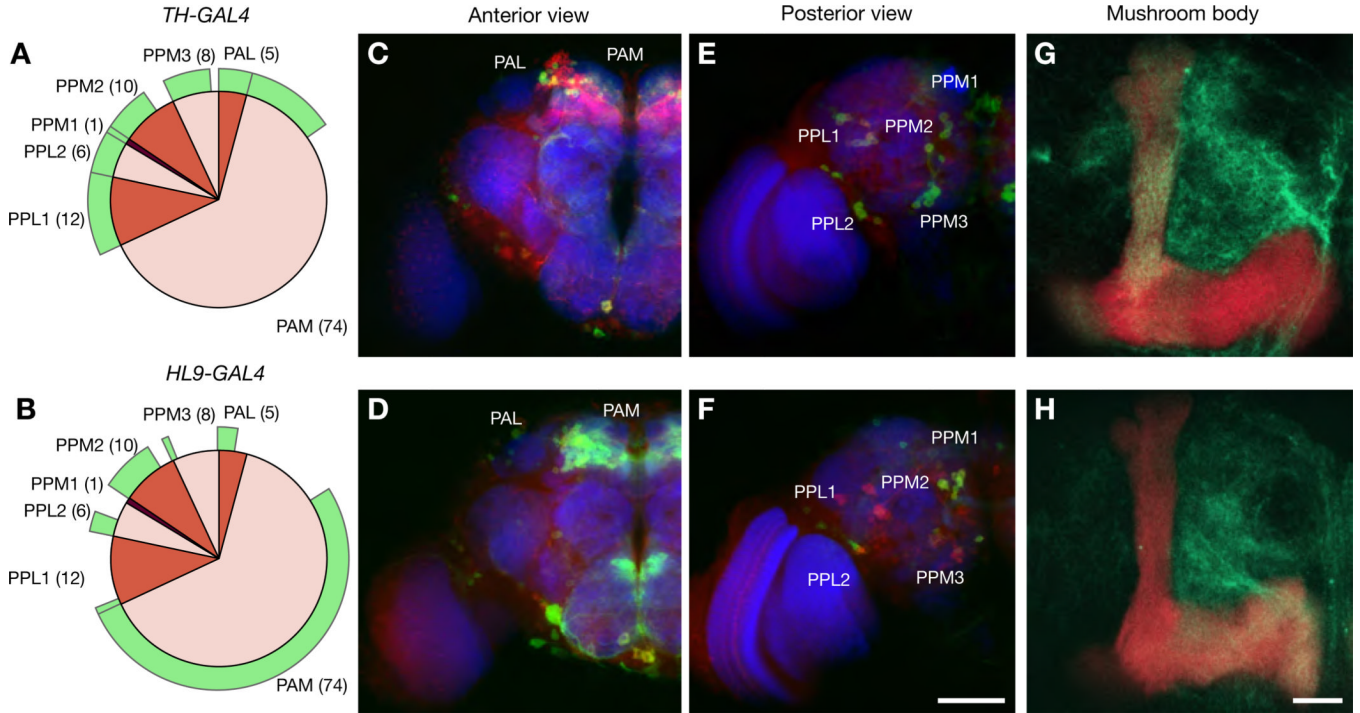 TH-GAL4
Anterior view
Posterior view
Mushroom body
A
PPM3 (8)
PAL (5)
PPM2 (10)
PPM1 (1)
PPL2 (6)
PPL1 (12)
PAM (74)
C
PAL
PAM
E
PPM1
PPL1
PPM2
PPL2
PPM3
G
HL9-GAL4
B
PPM3 (8)
PAL (5)
PPM2 (10)
PPM1 (1)
PPL2 (6)
PPL1 (12)
PAM (74)
D
PAL
PAM
F
PPM1
PPL1
PPM2
PPL2
PPM3
H